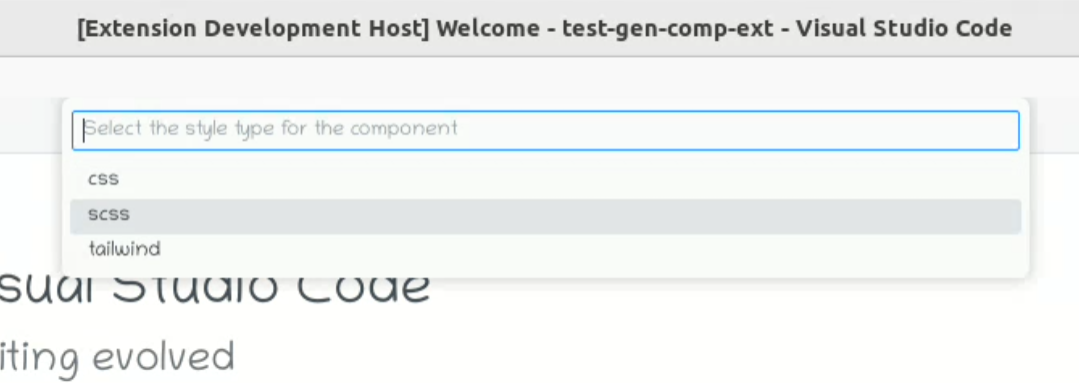 [Extension Development Host] Welcome - test-gen-comp-ext - Visual Studio Code
Select the style type for the component
css
scss
tailwind
sual Studio Code
iting evolved